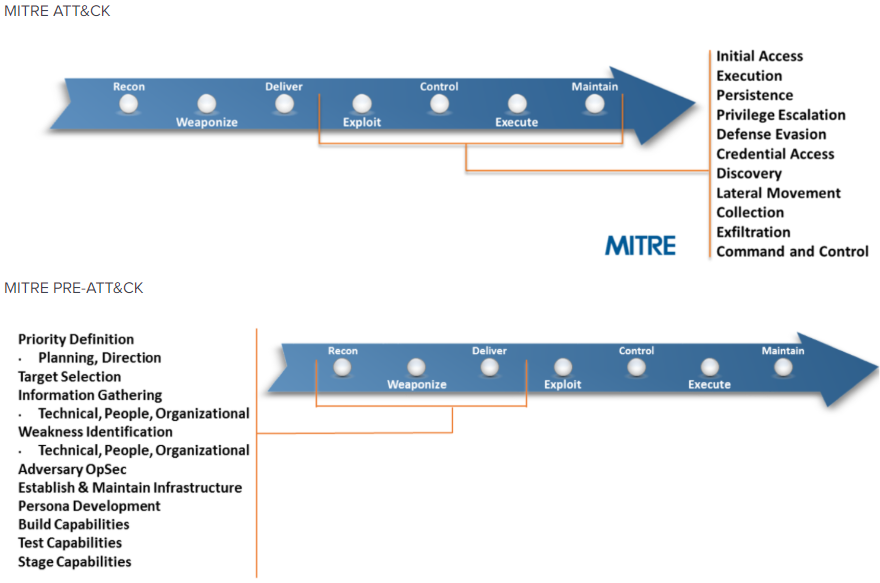 MITRE ATT&CK
Recon
Deliver
Control
Maintain
Weaponize
Exploit
Execute
Initial Access
Execution
Persistence
Privilege Escalation
Defense Evasion
Credential Access
Discovery
Lateral Movement
Collection
Exfiltration
Command and Control
MITRE
MITRE PRE-ATT&CK
Priority Definition
· Planning, Direction
Target Selection
Information Gathering
· Technical, People, Organizational
Weakness Identification
· Technical, People, Organizational
Adversary OpSec
Establish & Maintain Infrastructure
Persona Development
Build Capabilities
Test Capabilities
Stage Capabilities
Recon
Deliver
Control
Maintain
Weaponize
Exploit
Execute